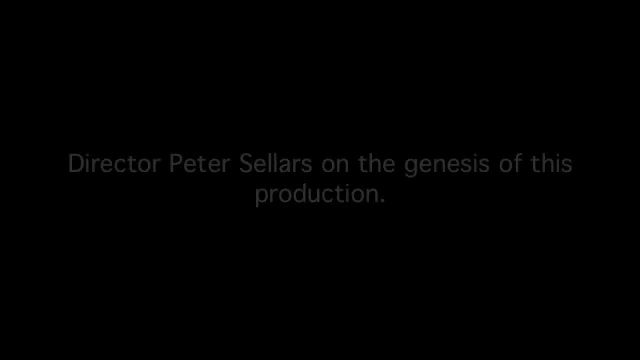 Director Peter Sellars on the genesis of this
production.